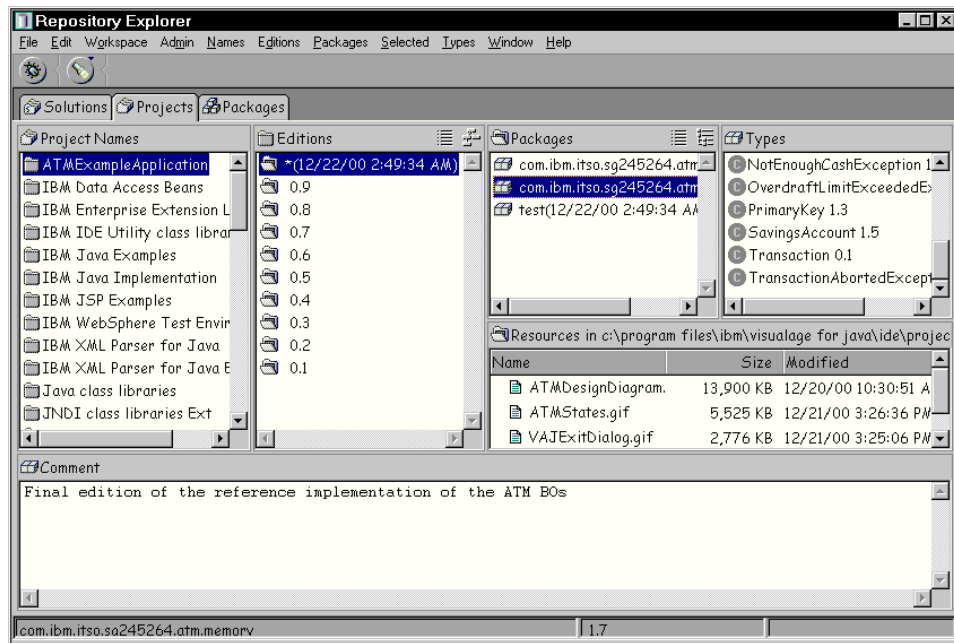 Repository Explorer
File Edit Workspace Admin Names Editions Packages Selected Types Window Help
Solutions Projects Packages
Project Names
ATMExampleApplication
IBM Data Access Beans
IBM Enterprise Extension L
IBM IDE Utility class librar
IBM Java Examples
IBM Java Implementation
IBM JSP Examples
IBM WebSphere Test Envir
IBM XML Parser for Java
IBM XML Parser for Java E
Java class libraries
JNDI class libraries Ext
Editions
*(12/22/00 2:49:34 AM)
0.9
0.8
0.7
0.6
0.5
0.4
0.3
0.2
0.1
Packages
com.ibm.itso.sg245264.atm
com.ibm.itso.sg245264.atm
test(12/22/00 2:49:34 AM
Types
NotEnoughCashException 1
OverdraftLimitExceededEx
PrimaryKey 1.3
SavingsAccount 1.5
Transaction 0.1
TransactionAbortedExcept
Resources in c:\program files\ibm\visualage for java\ide\projec
Name Size Modified
ATMDesignDiagram. 13,900 KB 12/20/00 10:30:51 A
ATMStates.gif 5,525 KB 12/21/00 3:26:36 PM
VAJExitDialog.gif 2,776 KB 12/21/00 3:25:06 PM
Comment
Final edition of the reference implementation of the ATM BOs
com.ibm.itso.sg245264.atm.memory 1.7